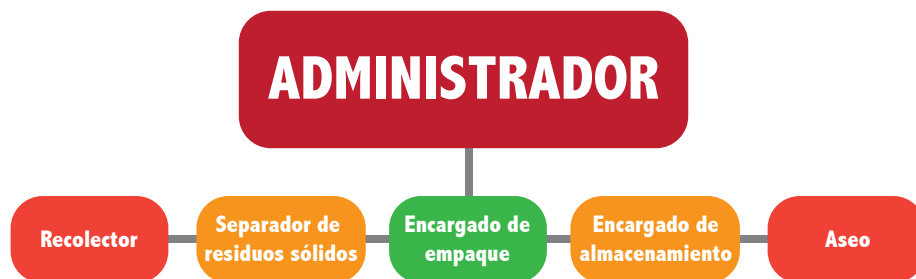 ADMINISTRADOR
Recolector
Separador de
residuos sólidos
Encargado de
empaque
Encargado de
almacenamiento
Aseo